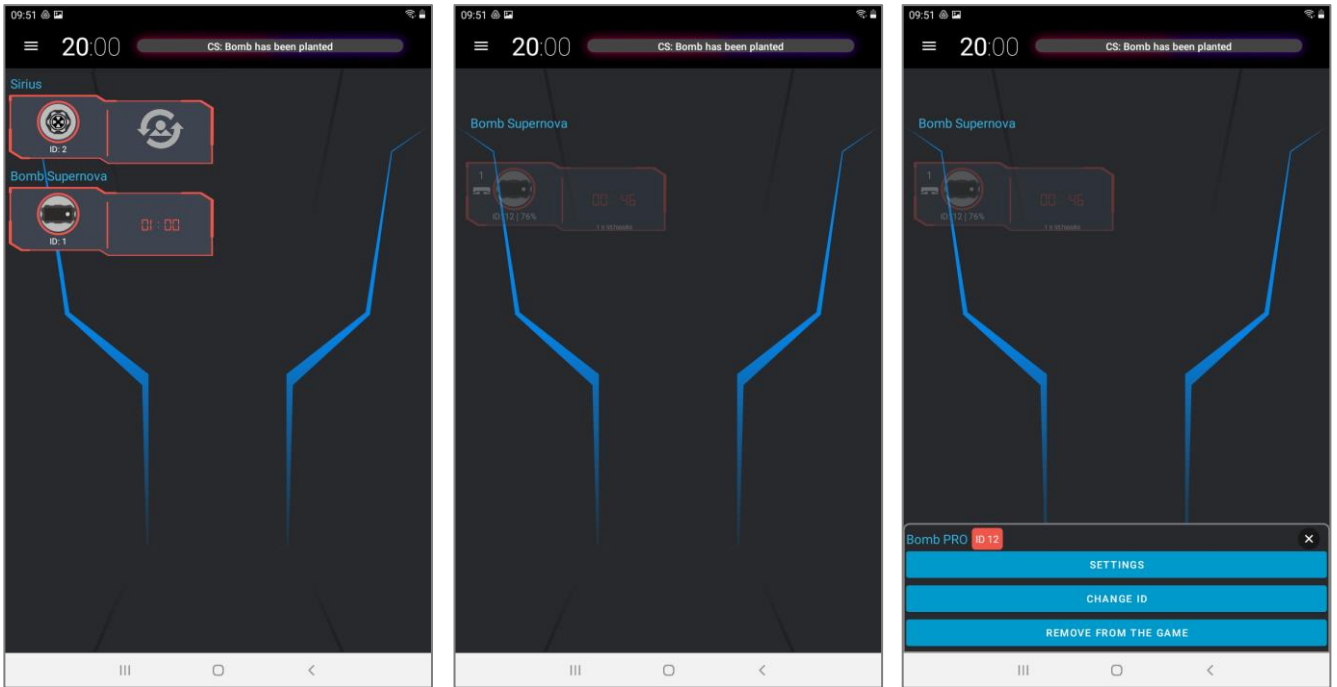 09:51
20:00 CS: Bomb has been planted
Sirius
ID: 2
Bomb Supernova
ID: 1
01:00
09:51
20:00 CS: Bomb has been planted
Bomb Supernova
1
00 46
ID: 12 | 76%
09:51
20:00 CS: Bomb has been planted
Bomb Supernova
1
00 46
ID: 12 | 76%
Bomb PRO ID 12
SETTINGS
CHANGE ID
REMOVE FROM THE GAME